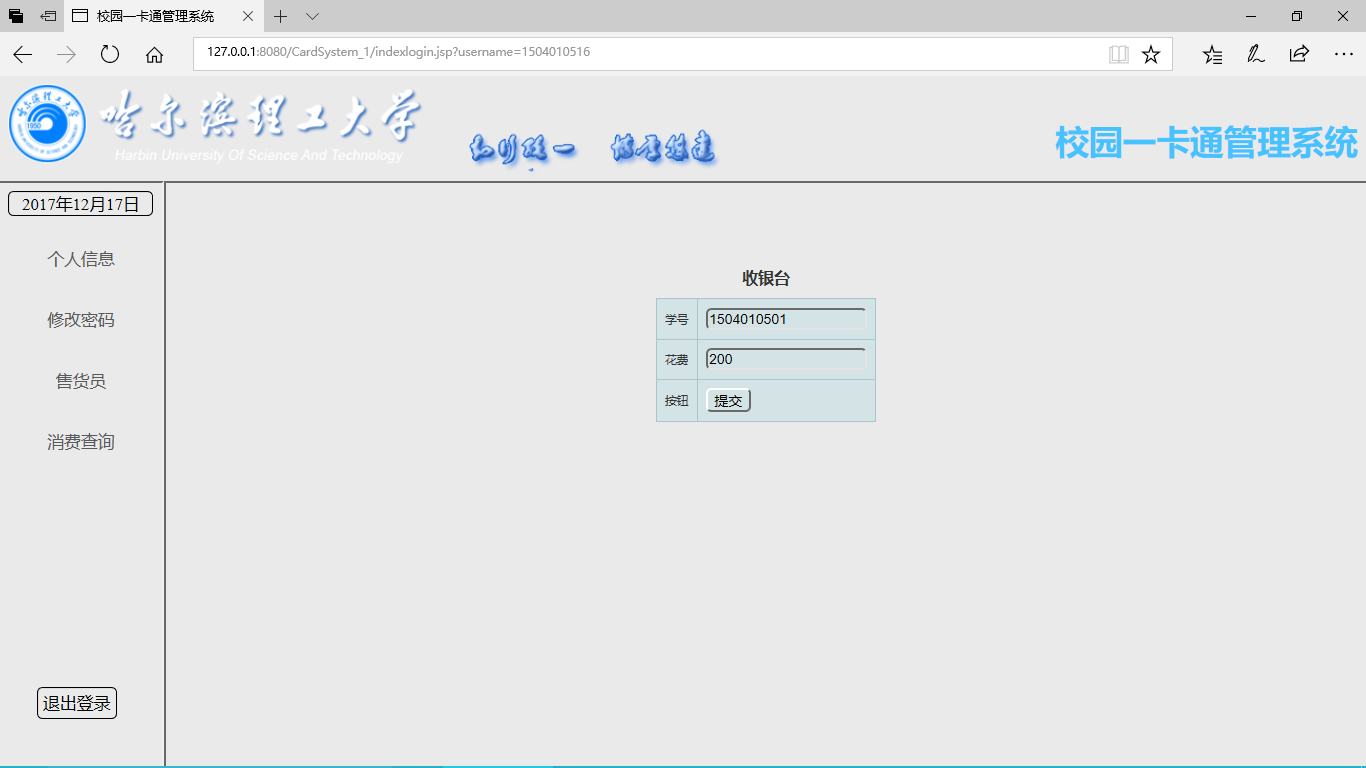 校园一卡通管理系统
127.0.0.1:8080/CardSystem_1/indexlogin.jsp?username=1504010516
哈尔滨理工大学
Harbin University Of Science And Technology
校园一卡通管理系统
2017年12月17日
个人信息
修改密码
售货员
消费查询
退出登录
收银台
学号 1504010501
花费 200
按钮 提交